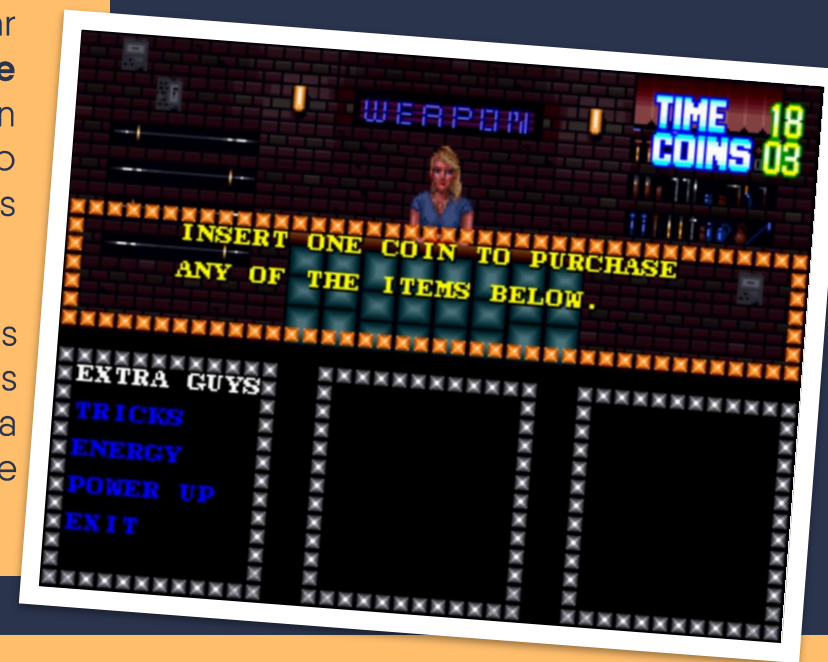 ar
e
n
o
s
s
s
a
e
WEAPON
TIME 18
COINS 03
INSERT ONE COIN TO PURCHASE
ANY OF THE ITEMS BELOW.
EXTRA GUYS
TRICKS
ENERGY
POWER UP
EXIT